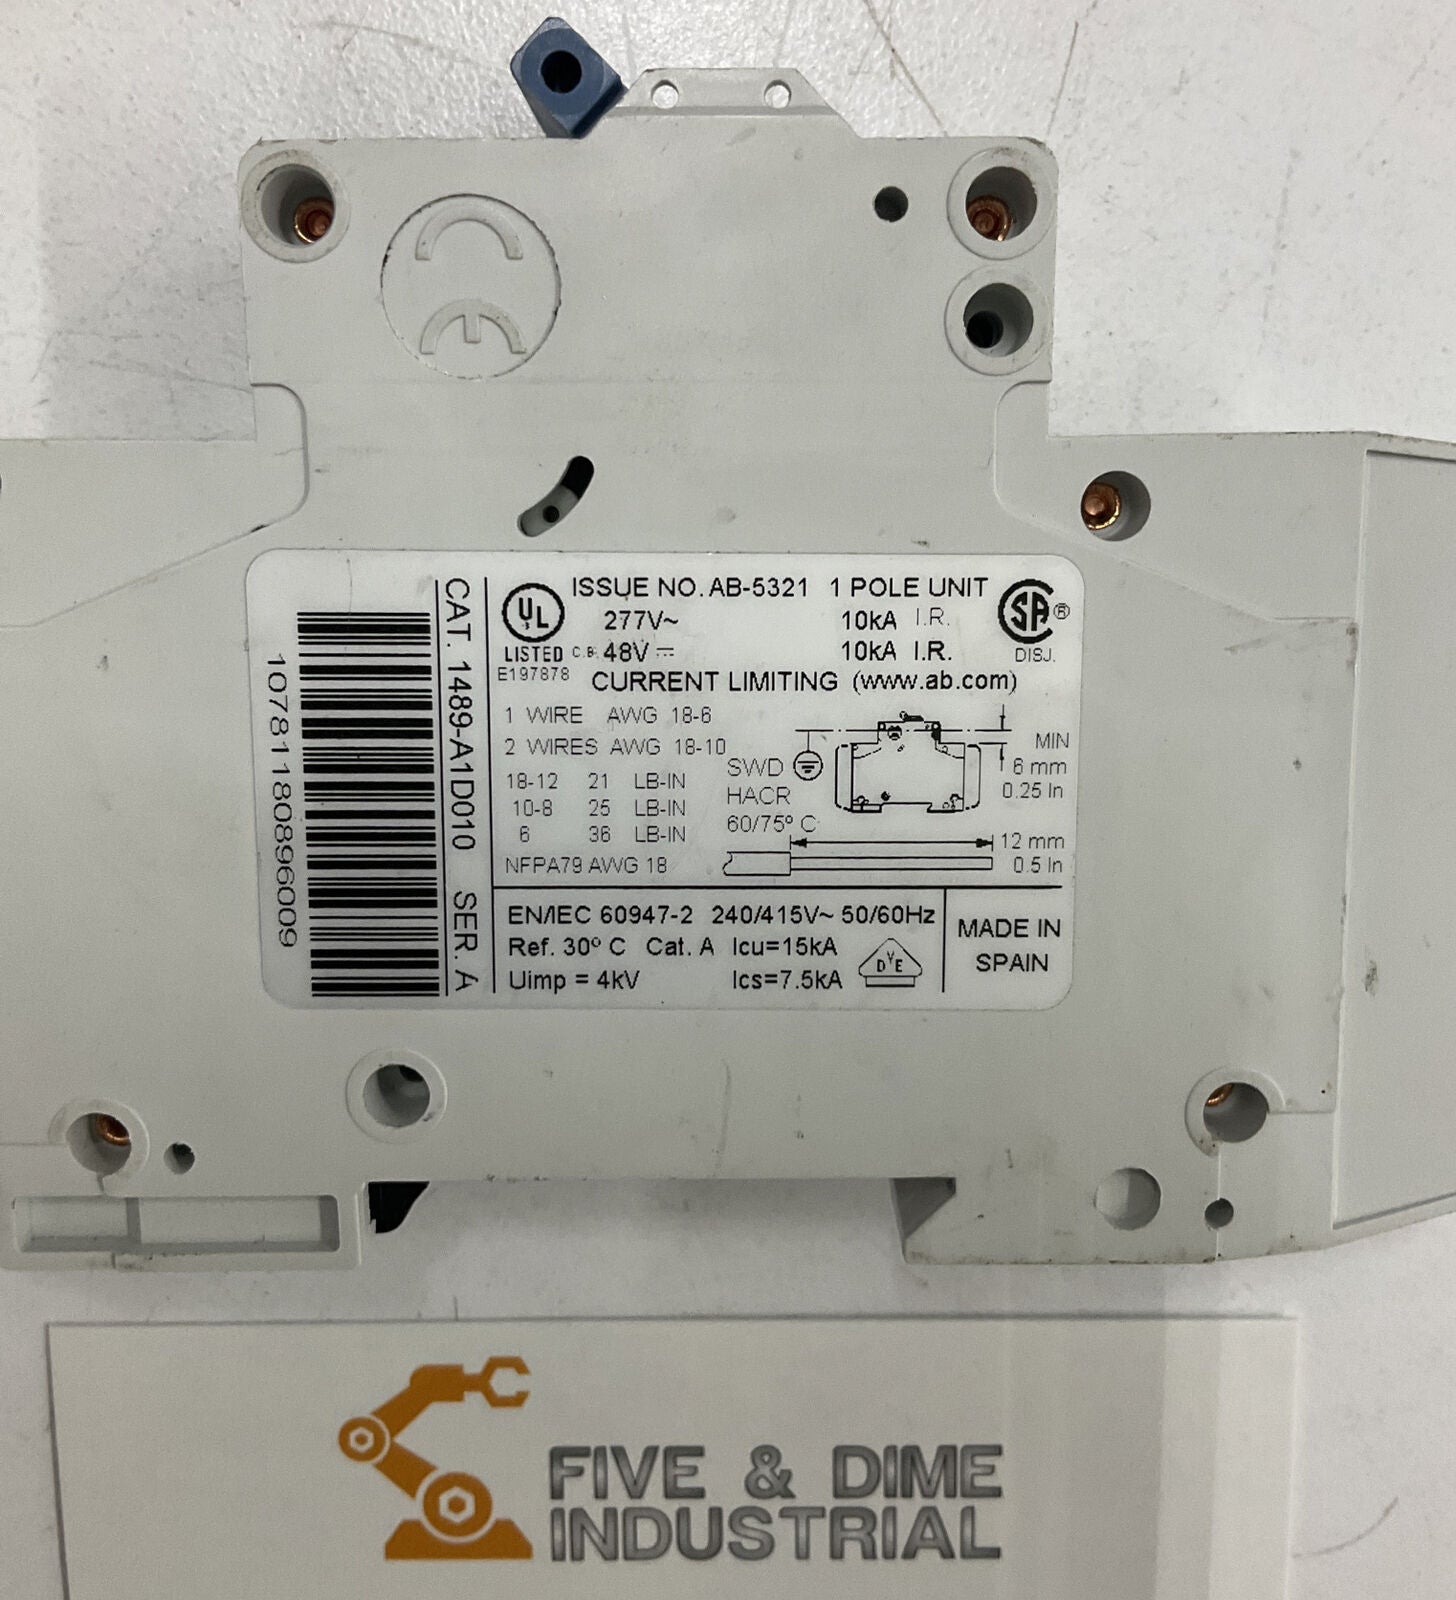 CE
UL
LISTED
E197878
C.B.
ISSUE NO. AB-5321 1 POLE UNIT
277V~ 10kA I.R.
48V⎓ 10kA I.R.
CURRENT LIMITING (www.ab.com)
SA ®
DISJ.
1 WIRE AWG 18-6
2 WIRES AWG 18-10
18-12 21 LB-IN
10-8 25 LB-IN
6 36 LB-IN
NFPA79 AWG 18
SWD
HACR
60/75° C
MIN
6 mm
0.25 In
12 mm
0.5 In
EN/IEC 60947-2 240/415V~ 50/60Hz
Ref. 30° C Cat. A Icu=15kA
Uimp = 4kV Ics=7.5kA
DVE
MADE IN
SPAIN
CAT. 1489-A1D010 SER. A
10781180896009
FIVE & DIME
INDUSTRIAL